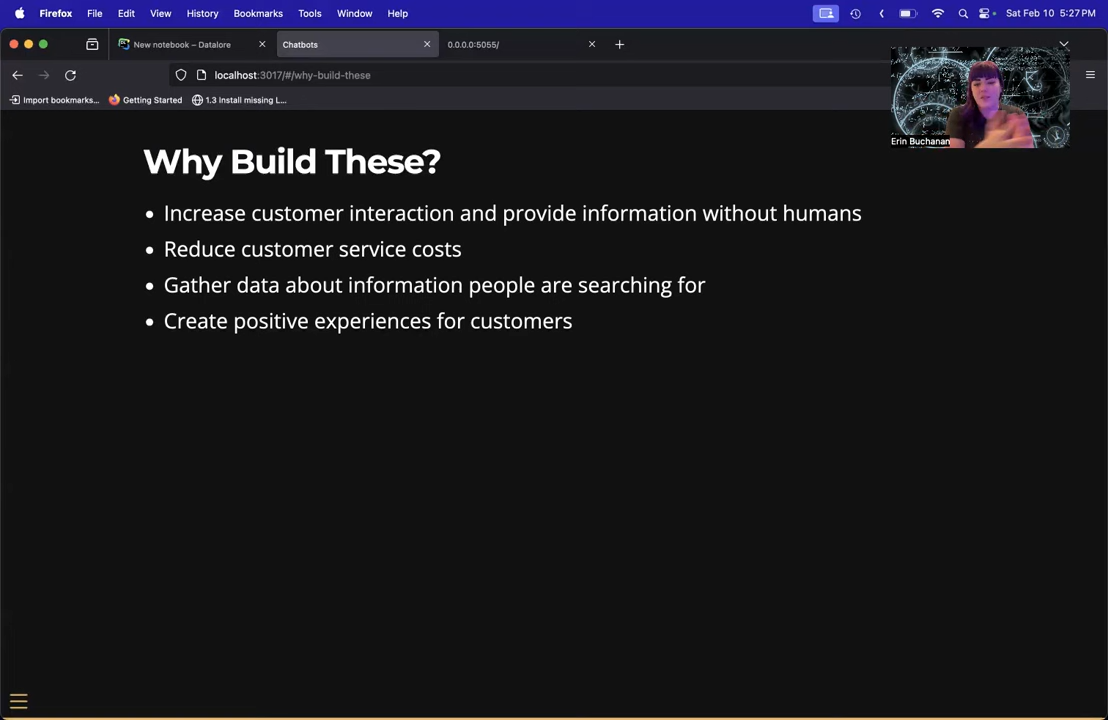 Firefox File Edit View History Bookmarks Tools Window Help Sat Feb 10 5:27 PM
New notebook – Datalore Chatbots 0.0.0.0:5055/
localhost:3017/#/why-build-these
Import bookmarks... Getting Started 1.3 Install missing L...
Erin Buchanan
Why Build These?
• Increase customer interaction and provide information without humans
• Reduce customer service costs
• Gather data about information people are searching for
• Create positive experiences for customers